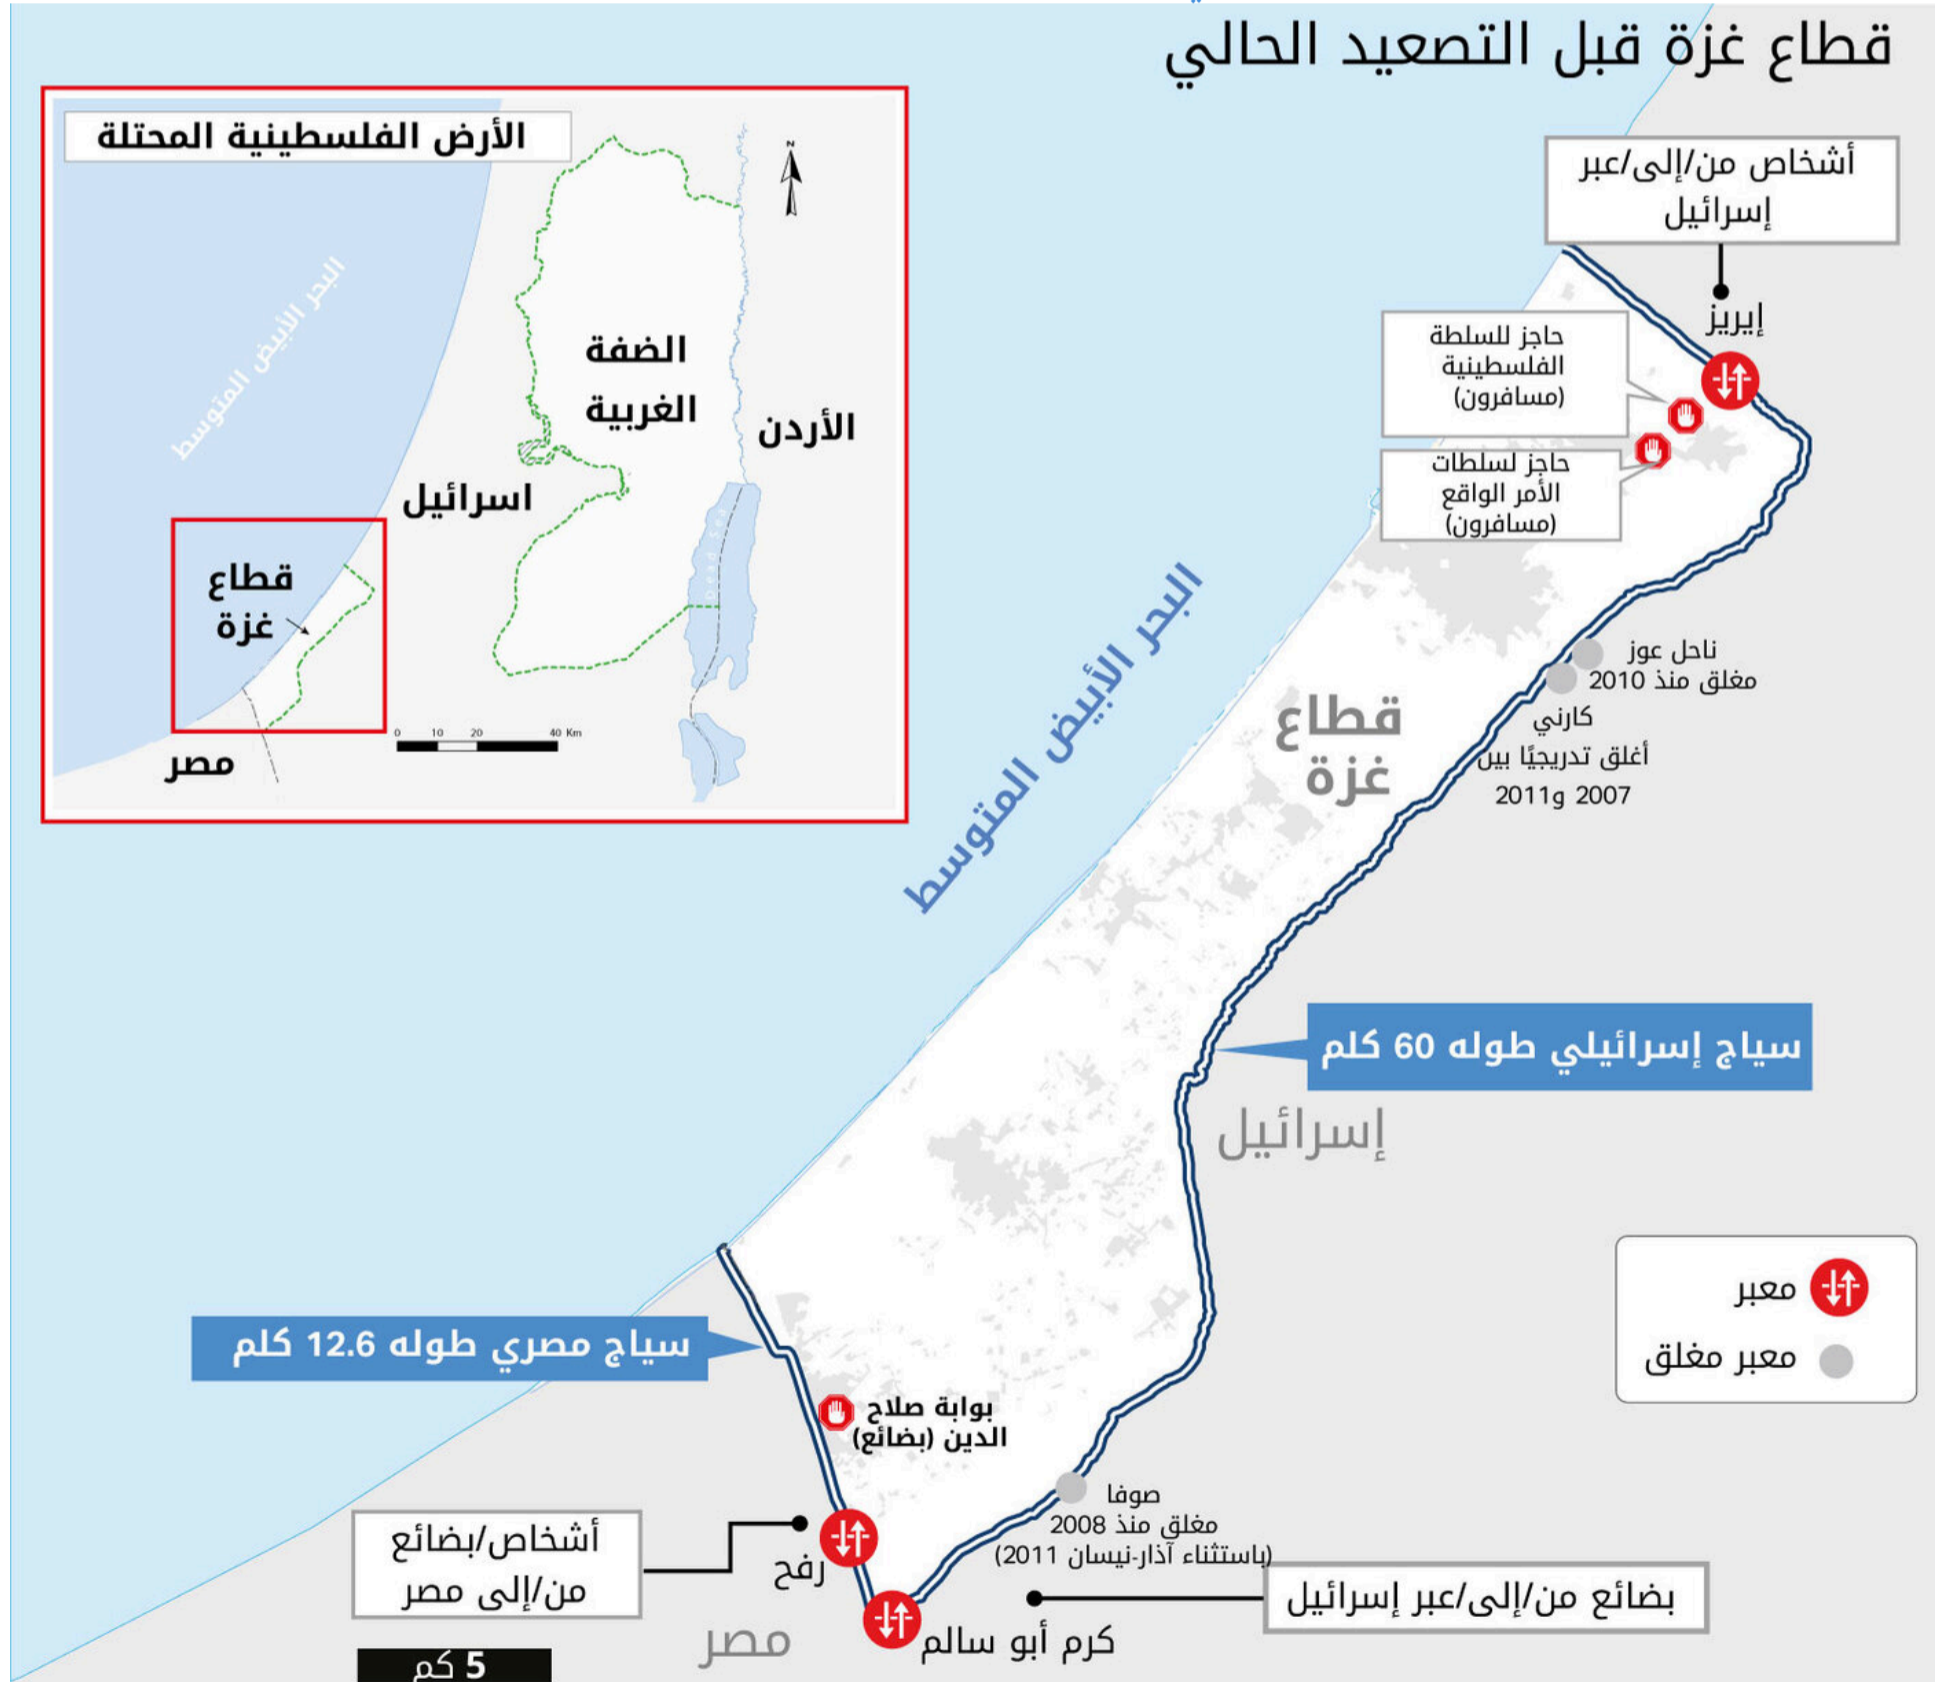 قطاع غزة قبل التصعيد الحالي
الأرض الفلسطينية المحتلة
N
البحر الأبيض المتوسط
الضفة
الغربية
الأردن
اسرائيل
Dead Sea
قطاع
غزة
مصر
0 10 20 40 Km
أشخاص من/إلى/عبر
إسرائيل
إيريز
حاجز للسلطة
الفلسطينية
(مسافرون)
حاجز لسلطات
الأمر الواقع
(مسافرون)
البحر الأبيض المتوسط
ناحل عوز
مغلق منذ 2010
كارني
أغلق تدريجيًا بين
2007 و2011
قطاع
غزة
سياج إسرائيلي طوله 60 كلم
إسرائيل
معبر
معبر مغلق
سياج مصري طوله 12.6 كلم
بوابة صلاح
الدين (بضائع)
صوفا
مغلق منذ 2008
(باستثناء آذار-نيسان 2011)
أشخاص/بضائع
من/إلى مصر
رفح
بضائع من/إلى/عبر إسرائيل
كرم أبو سالم
مصر
5 كم